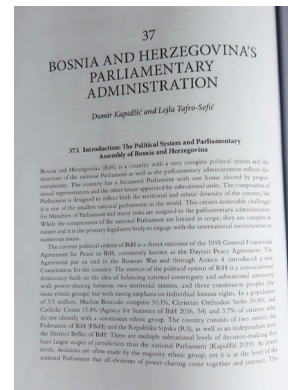 37
BOSNIA AND HERZEGOVINA'S
PARLIAMENTARY
ADMINISTRATION
Damir Kapidžić and Lejla Tafro-Sefić
37.1 Introduction: The Political System and Parliamentary
Assembly of Bosnia and Herzegovina
Bosnia and Herzegovina (BiH) is a country with a very complex political system and the
structure of the national Parliament as well as the parliamentary administration reflects this
complexity. The country has a bicameral Parliament with one house elected by propor-
tional representation and the other house appointed by subnational units. The composition of
Parliament is designed to reflect both the territorial and ethnic diversity of the country, but
it is one of the smallest national parliaments in the world. This creates noticeable challenges
for Members of Parliament and many tasks are assigned to the parliamentary administration.
While the competences of the national Parliament are limited in scope, they are complex in
nature and it is the primary legislative body to engage with the international environment in
numerous issues.
The current political system of BiH is a direct outcome of the 1995 General Framework
Agreement for Peace in BiH, commonly known as the Dayton Peace Agreement. The
Agreement put an end to the Bosnian War and through Annex 4 introduced a new
Constitution for the country. The essence of the political system of BiH is a consociational
democracy built on the idea of balancing national sovereignty and subnational autonomy
with power-sharing between two territorial entities, and three constituent peoples (the
main ethnic groups) but with strong emphasis on individual human rights. In a population
of 3.5 million, Muslim Bosniaks comprise 50.1%, Christian Orthodox Serbs 30.8%, and
Catholic Croats 15.4% (Agency for Statistics of BiH 2016, 54) and 3.7% of citizens who
do not identify with a constituent ethnic group. The country consists of two entities, the
Federation of BiH (FBiH) and the Republika Srpska (RS), as well as an independent unit,
the District Brčko of BiH. There are multiple subnational levels of decision-making that
have larger scopes of jurisdiction than the national Parliament (Kapidžić 2019). At lower
levels, decisions are often made by the majority ethnic group, yet it is at the level of the
national Parliament that all elements of power-sharing come together and interact. The